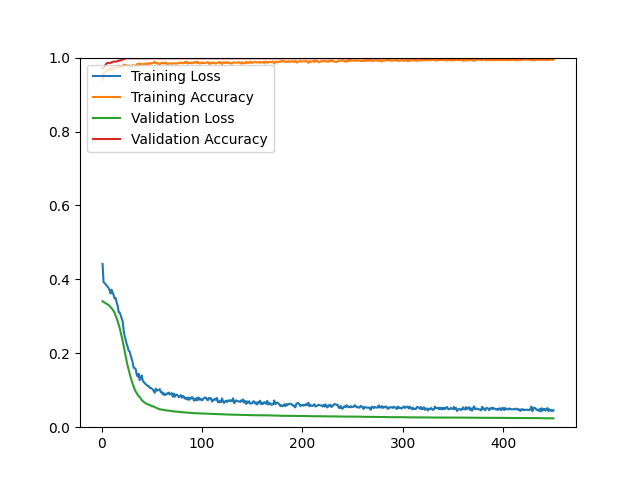 1.0
0.8
0.6
0.4
0.2
0.0
Training Loss
Training Accuracy
Validation Loss
Validation Accuracy
0 100 200 300 400